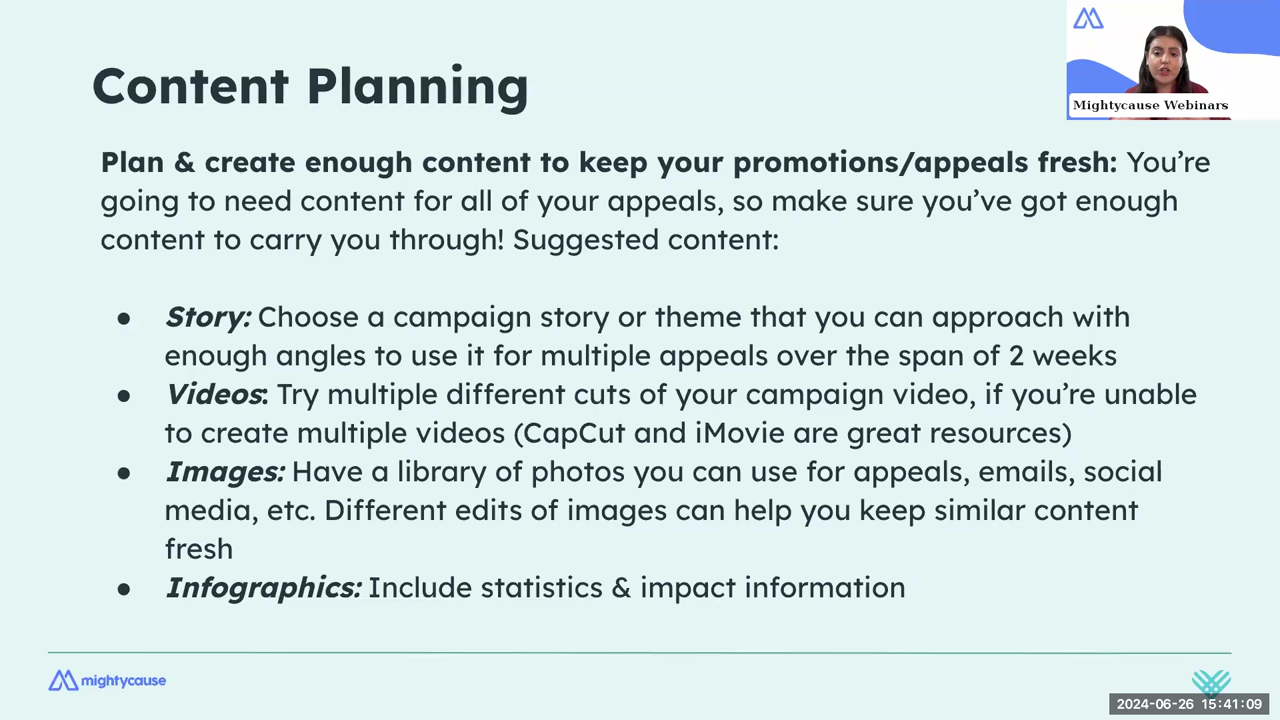 Content Planning
Mightycause Webinars
Plan & create enough content to keep your promotions/appeals fresh: You’re
going to need content for all of your appeals, so make sure you’ve got enough
content to carry you through! Suggested content:
● Story: Choose a campaign story or theme that you can approach with
enough angles to use it for multiple appeals over the span of 2 weeks
● Videos: Try multiple different cuts of your campaign video, if you’re unable
to create multiple videos (CapCut and iMovie are great resources)
● Images: Have a library of photos you can use for appeals, emails, social
media, etc. Different edits of images can help you keep similar content
fresh
● Infographics: Include statistics & impact information
mightycause
2024-06-26 15:41:09